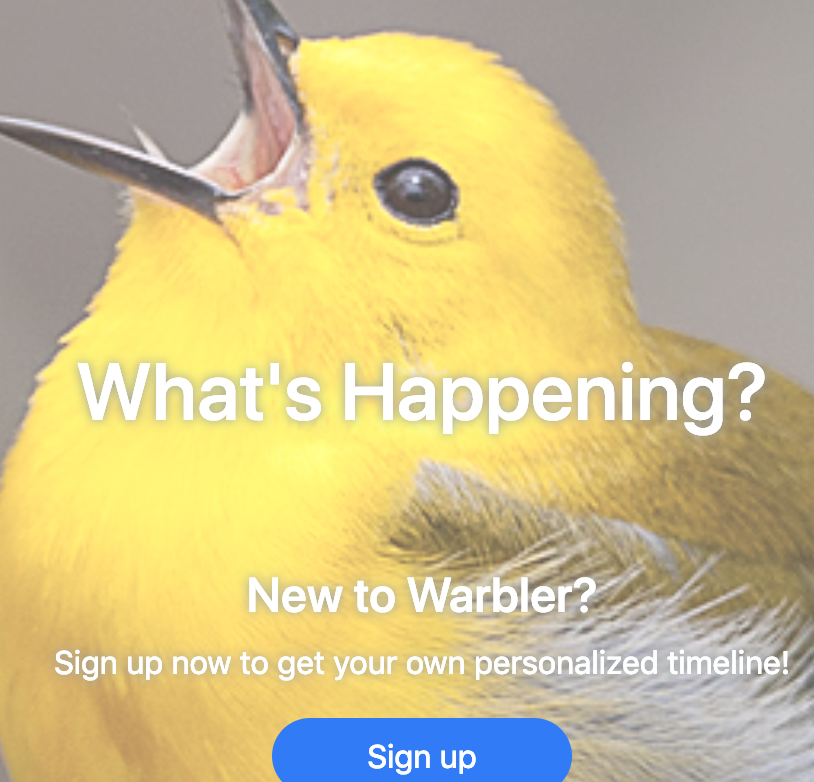 What's Happening?
New to Warbler?
Sign up now to get your own personalized timeline!
Sign up